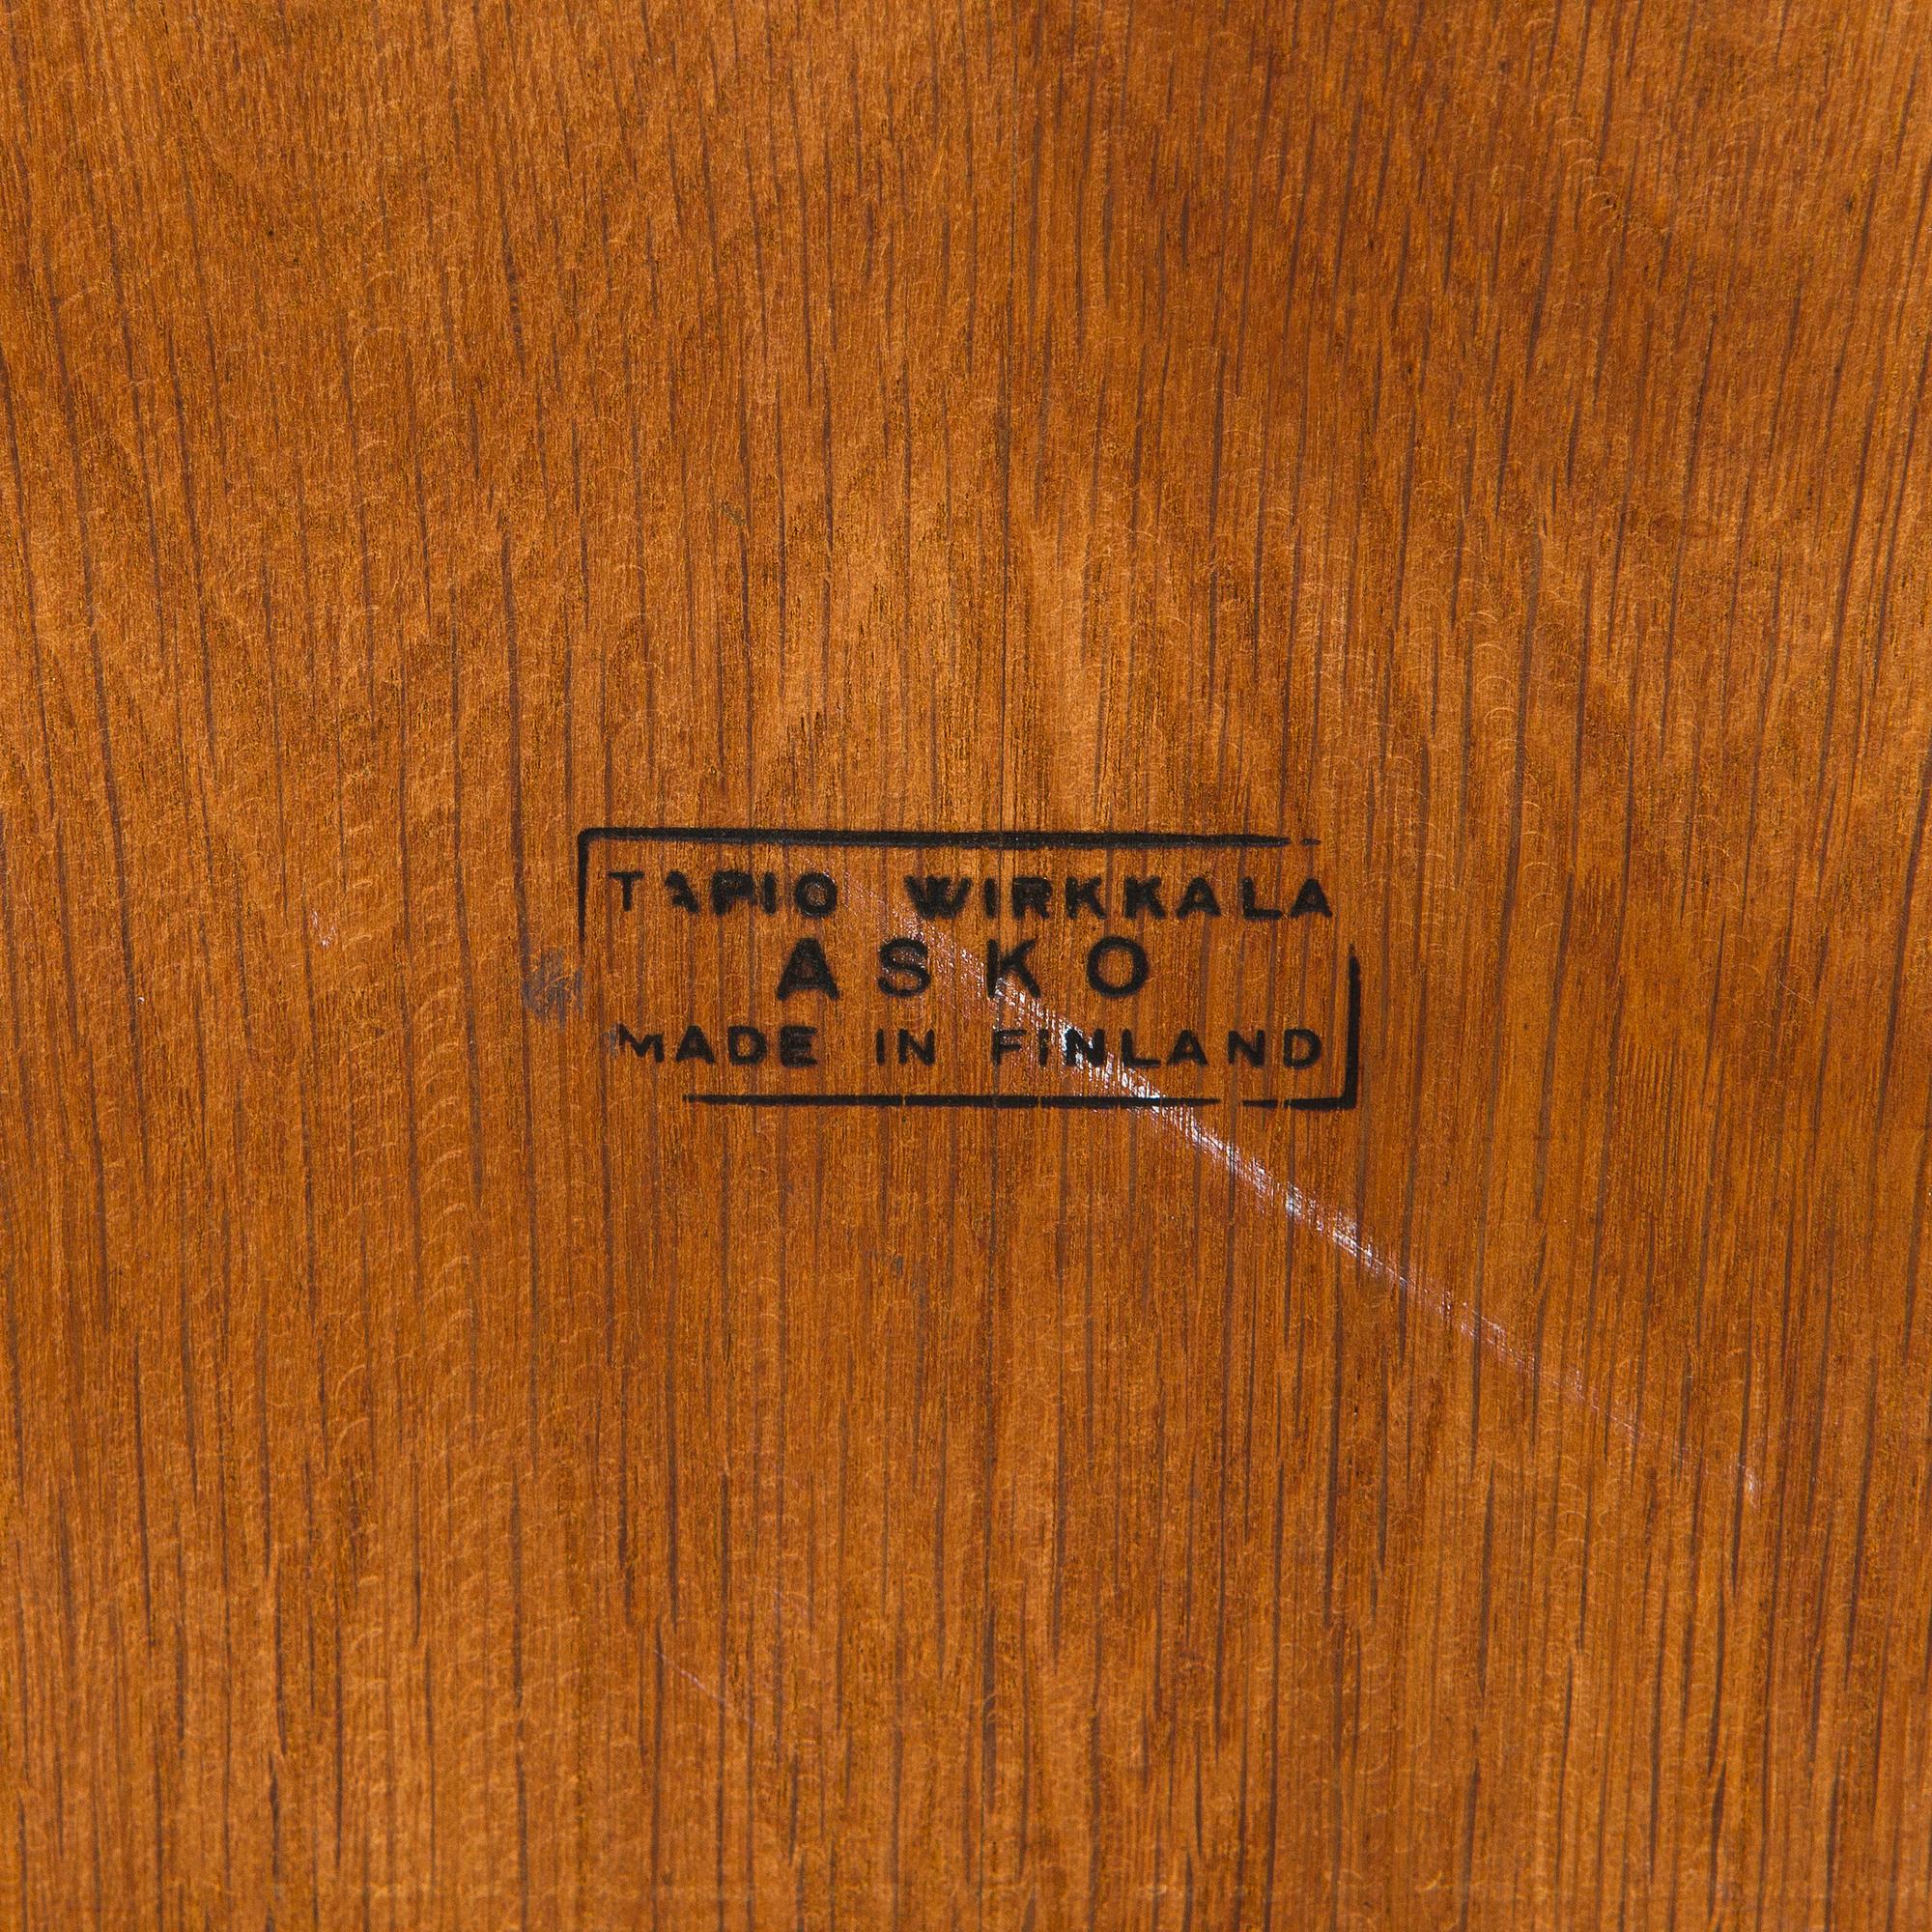 TAPIO WIRKKALA
ASKO
MADE IN FINLAND